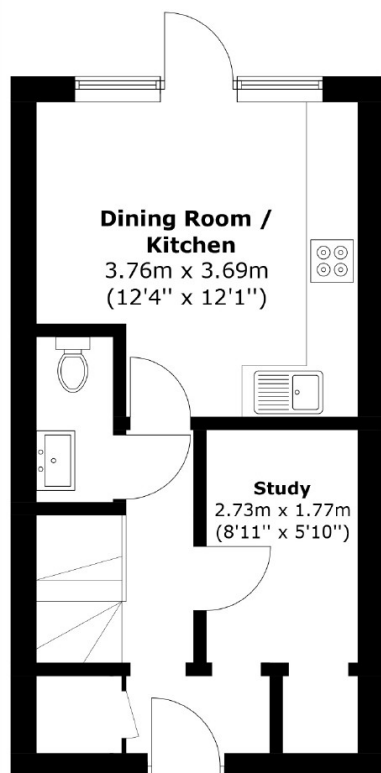 Dining Room /
Kitchen
3.76m x 3.69m
(12'4" x 12'1")
Study
2.73m x 1.77m
(8'11" x 5'10")